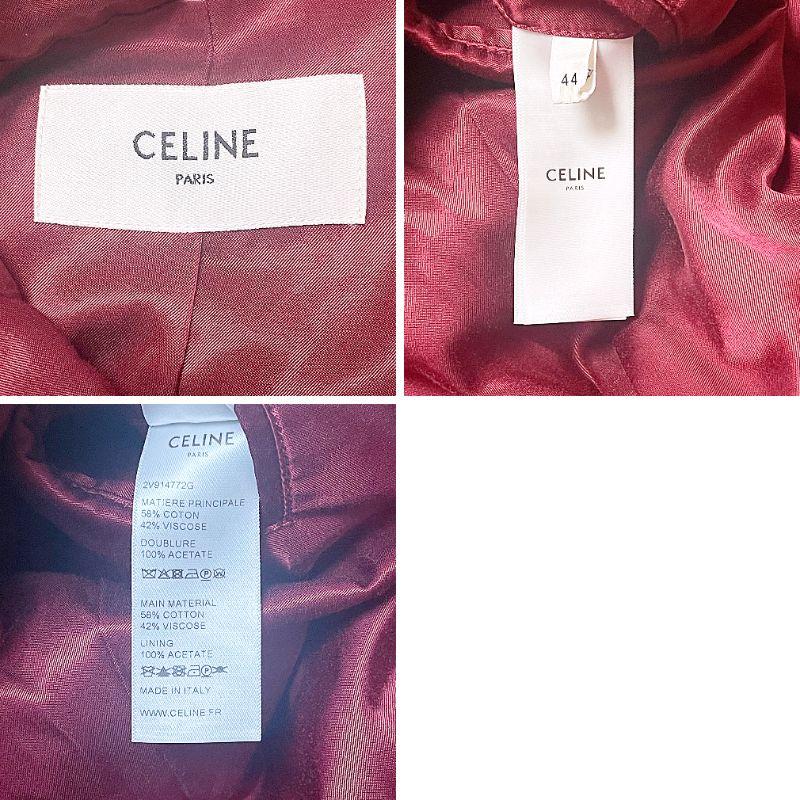 CELINE
PARIS
44
CELINE
PARIS
CELINE
PARIS
2V914772G
MATIERE PRINCIPALE
58% COTON
42% VISCOSE
DOUBLURE
100% ACETATE
MAIN MATERIAL
58% COTTON
42% VISCOSE
LINING
100% ACETATE
MADE IN ITALY
WWW.CELINE.FR